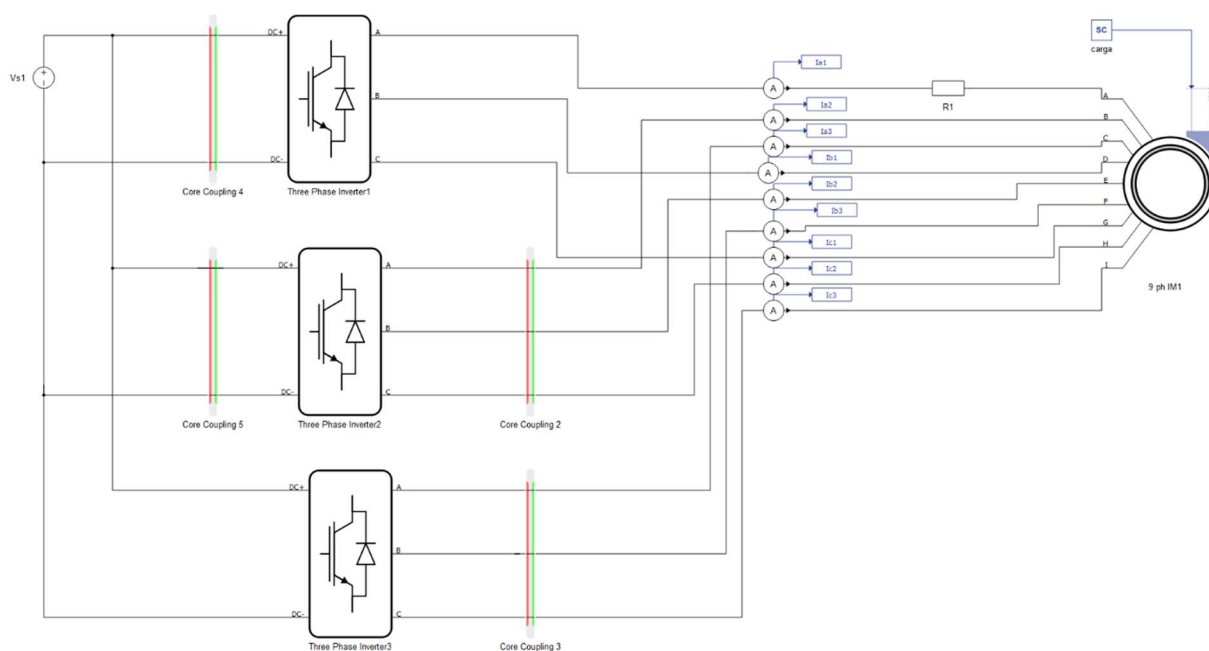 Vs1
DC+
DC-
A
B
C
Core Coupling 4
Three Phase Inverter1
DC+
DC-
A
B
C
Core Coupling 5
Three Phase Inverter2
Core Coupling 2
DC+
DC-
A
B
C
Three Phase Inverter3
Core Coupling 3
A
Ia1
A
Ia2
A
Ia3
A
Ib1
A
Ib2
A
Ib3
A
Ic1
A
Ic2
A
Ic3
R1
SC
carga
A
B
C
D
E
F
G
H
I
9 ph IM1